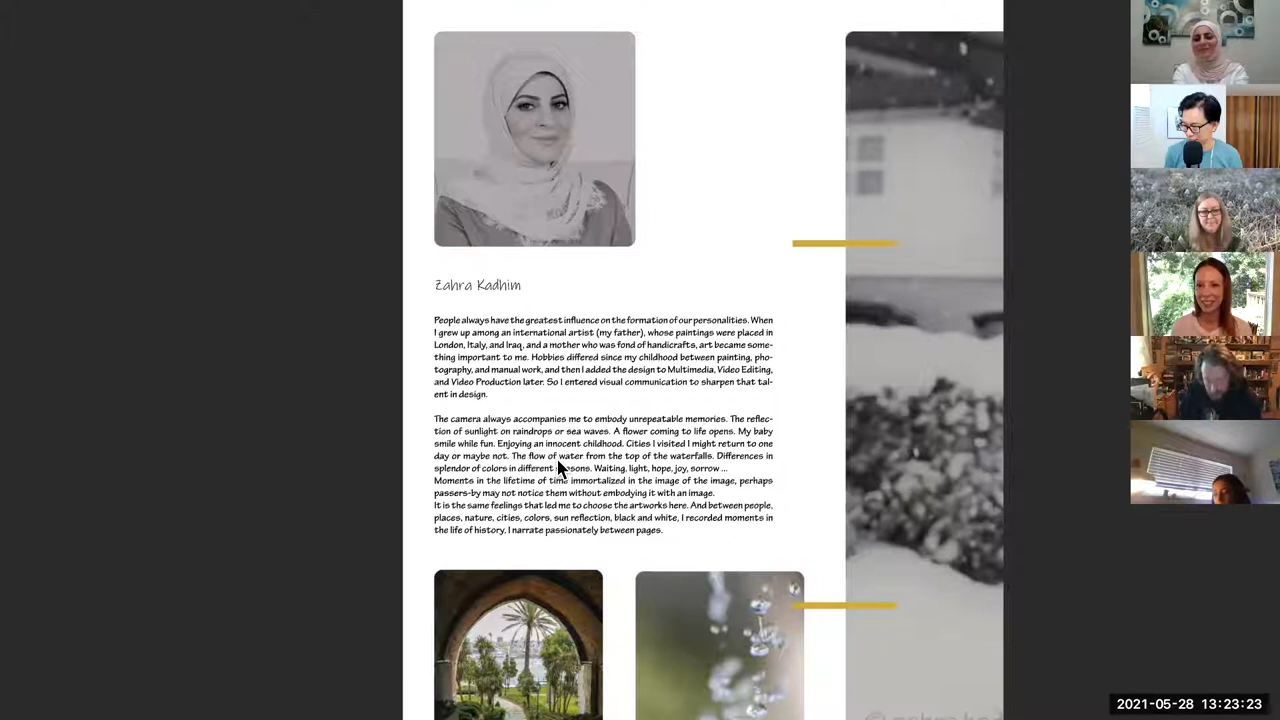 Zahra Kadhim
People always have the greatest influence on the formation of our personalities. When
I grew up among an international artist (my father), whose paintings were placed in
London, Italy, and Iraq, and a mother who was fond of handicrafts, art became some-
thing important to me. Hobbies differed since my childhood between painting, pho-
tography, and manual work, and then I added the design to Multimedia, Video Editing,
and Video Production later. So I entered visual communication to sharpen that tal-
ent in design.
The camera always accompanies me to embody unrepeatable memories. The reflec-
tion of sunlight on raindrops or sea waves. A flower coming to life opens. My baby
smile while fun. Enjoying an innocent childhood. Cities I visited I might return to one
day or maybe not. The flow of water from the top of the waterfalls. Differences in
splendor of colors in different Waiting, light, hope, joy, sorrow ...
Moments in the lifetime of time immortalized in the image of the image, perhaps
passers-by may not notice them without embodying it with an image.
It is the same feelings that led me to choose the artworks here. And between people,
places, nature, cities, colors, sun reflection, black and white, I recorded moments in
the life of history, I narrate passionately between pages.
2021-05-28 13:23:23